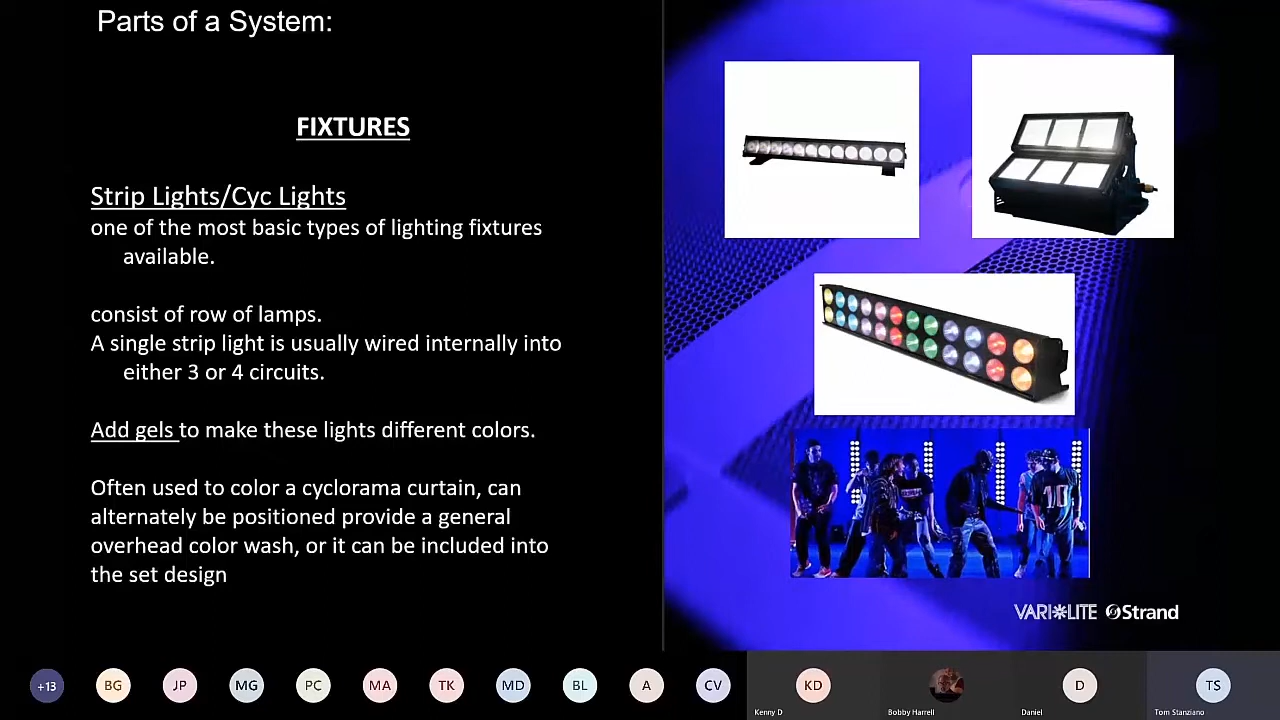 Parts of a System:
FIXTURES
Strip Lights/Cyc Lights
one of the most basic types of lighting fixtures
available.
consist of row of lamps.
A single strip light is usually wired internally into
either 3 or 4 circuits.
Add gels to make these lights different colors.
Often used to color a cyclorama curtain, can
alternately be positioned provide a general
overhead color wash, or it can be included into
the set design
10
VARI*LITE Strand
+13 BG JP MG PC MA TK MD BL A CV KD D TS
Kenny D Bobby Harrell Daniel Tom Stanziano